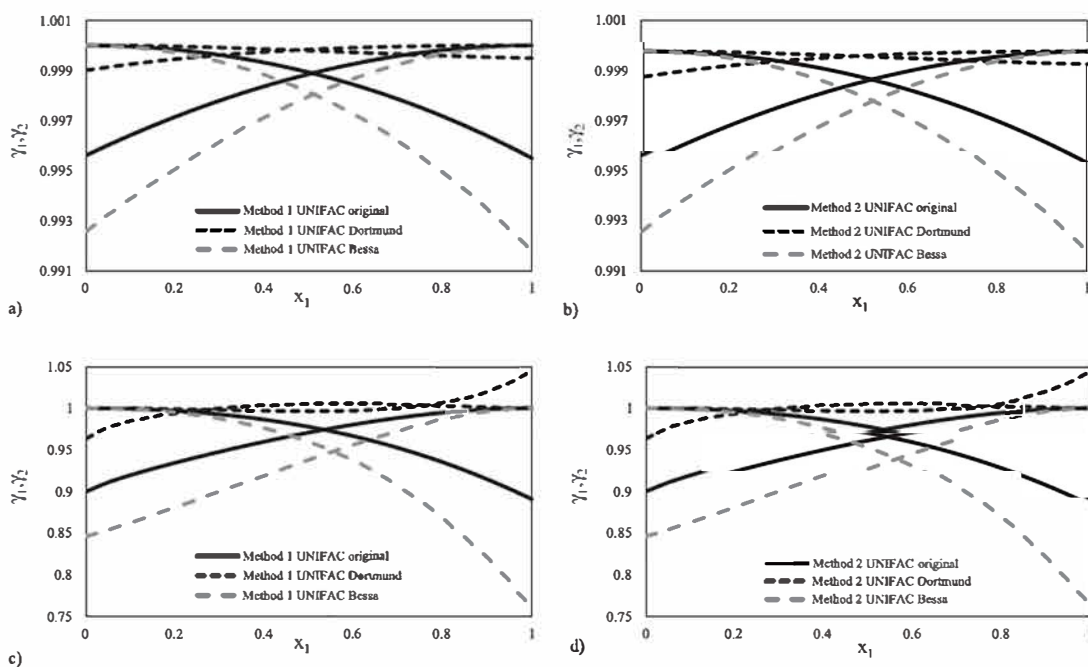 1.001
0.999
0.997
0.995
0.993
0.991
γ1,γ2
Method 1 UNIFAC original
Method 1 UNIFAC Dortmund
Method 1 UNIFAC Bessa
0 0.2 0.4 0.6 0.8 1
x1
a)
1.001
0.999
0.997
0.995
0.993
0.991
γ1,γ2
Method 2 UNIFAC original
Method 2 UNIFAC Dortmund
Method 2 UNIFAC Bessa
0 0.2 0.4 0.6 0.8 1
x1
b)
1.05
1
0.95
0.9
0.85
0.8
0.75
γ1,γ2
Method 1 UNIFAC original
Method 1 UNIFAC Dortmund
Method 1 UNIFAC Bessa
0 0.2 0.4 0.6 0.8 1
x1
c)
1.05
1
0.95
0.9
0.85
0.8
0.75
γ1,γ2
Method 2 UNIFAC original
Method 2 UNIFAC Dortmund
Method 2 UNIFAC Bessa
0 0.2 0.4 0.6 0.8 1
x1
d)